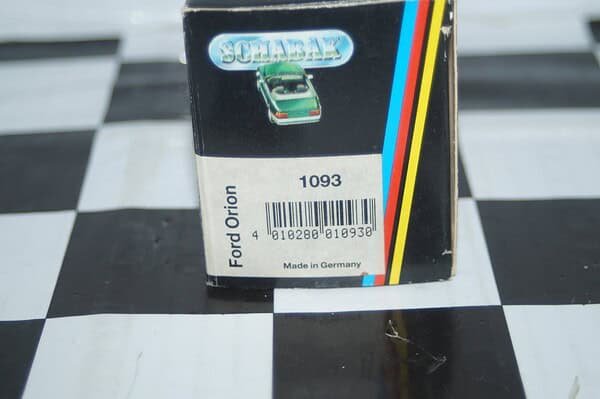 SCHABAK
Ford Orion
1093
4 010280 010930
Made in Germany